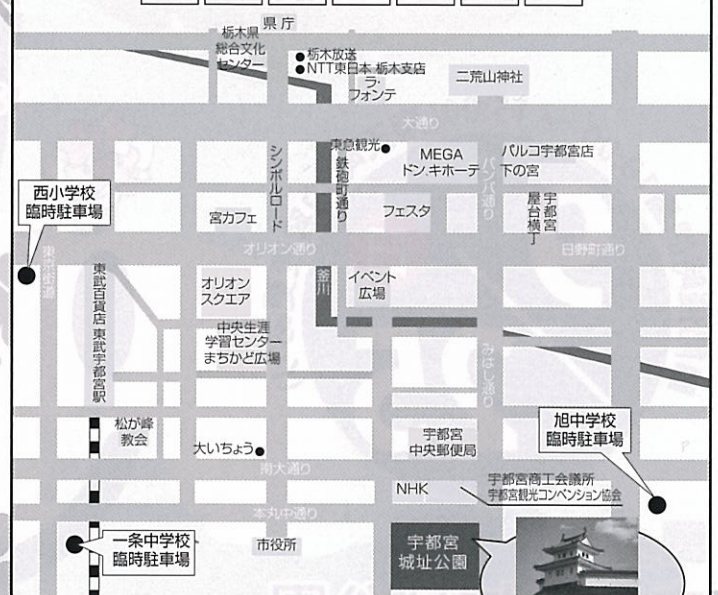 県庁
栃木県
総合文化
センター
栃木放送
NTT東日本 栃木支店
ラ・
フォンテ
二荒山神社
大通り
東急観光
MEGA
ドン.キホーテ
パルコ宇都宮店
下の宮
シンボルロード
鉄砲町通り
バンバ通り
西小学校
臨時駐車場
宮カフェ
フェスタ
宇都宮
屋台横丁
オリオン通り
日野町通り
東京街道
東武百貨店 東武宇都宮駅
オリオン
スクエア
釜川
イベント
広場
中央生涯
学習センター
まちかど広場
みはし通り
松が峰
教会
大いちょう
宇都宮
中央郵便局
旭中学校
臨時駐車場
南大通り
NHK
宇都宮商工会議所
宇都宮観光コンベンション協会
本丸中通り
一条中学校
臨時駐車場
市役所
宇都宮
城址公園